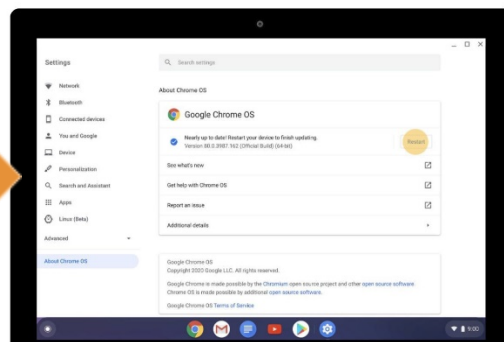 Settings
Search settings
Network
Bluetooth
Connected devices
You and Google
Device
Personalization
Search and Assistant
Apps
Linux (Beta)
Advanced
About Chrome OS
About Chrome OS
Google Chrome OS
Nearly up to date! Restart your device to finish updating.
Version 80.0.3987.162 (Official Build) (64-bit)
Restart
See what's new
Get help with Chrome OS
Report an issue
Additional details
Google Chrome OS
Copyright 2020 Google LLC. All rights reserved.
Google Chrome is made possible by the Chromium open source project and other open source software.
Chrome OS is made possible by additional open source software.
Google Chrome OS Terms of Service
9:00